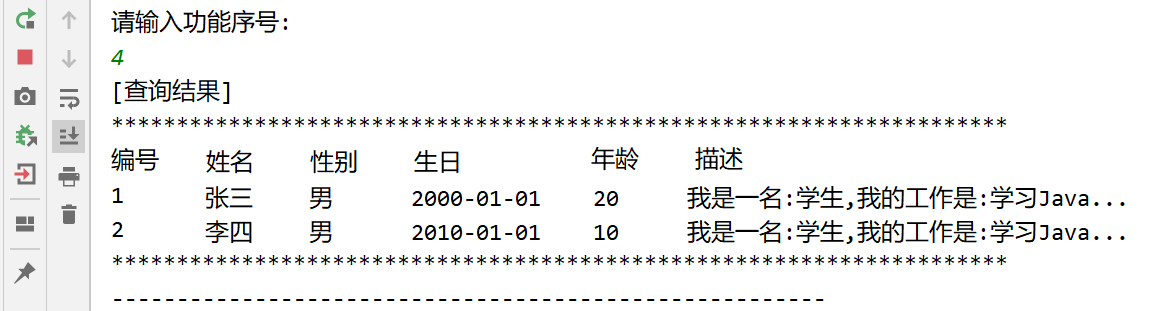 请输入功能序号:
4
[查询结果]
*********************************************************************
编号 姓名 性别 生日 年龄 描述
1 张三 男 2000-01-01 20 我是一名:学生,我的工作是:学习Java...
2 李四 男 2010-01-01 10 我是一名:学生,我的工作是:学习Java...
*********************************************************************
-------------------------------------------------------